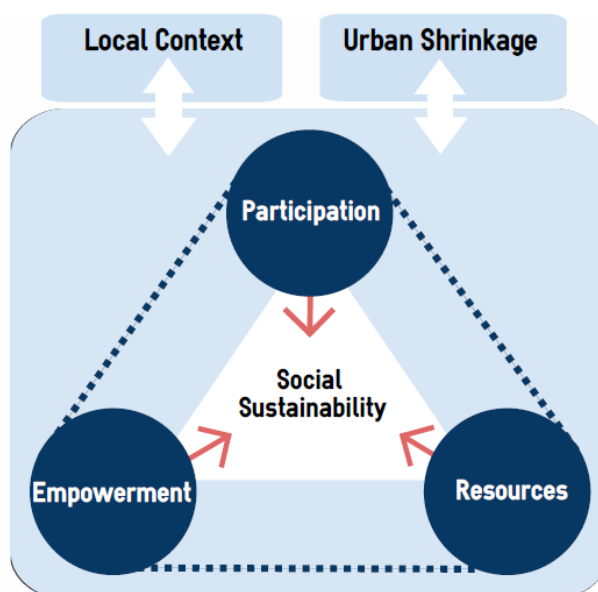 Local Context
Urban Shrinkage
Participation
Social
Sustainability
Empowerment
Resources